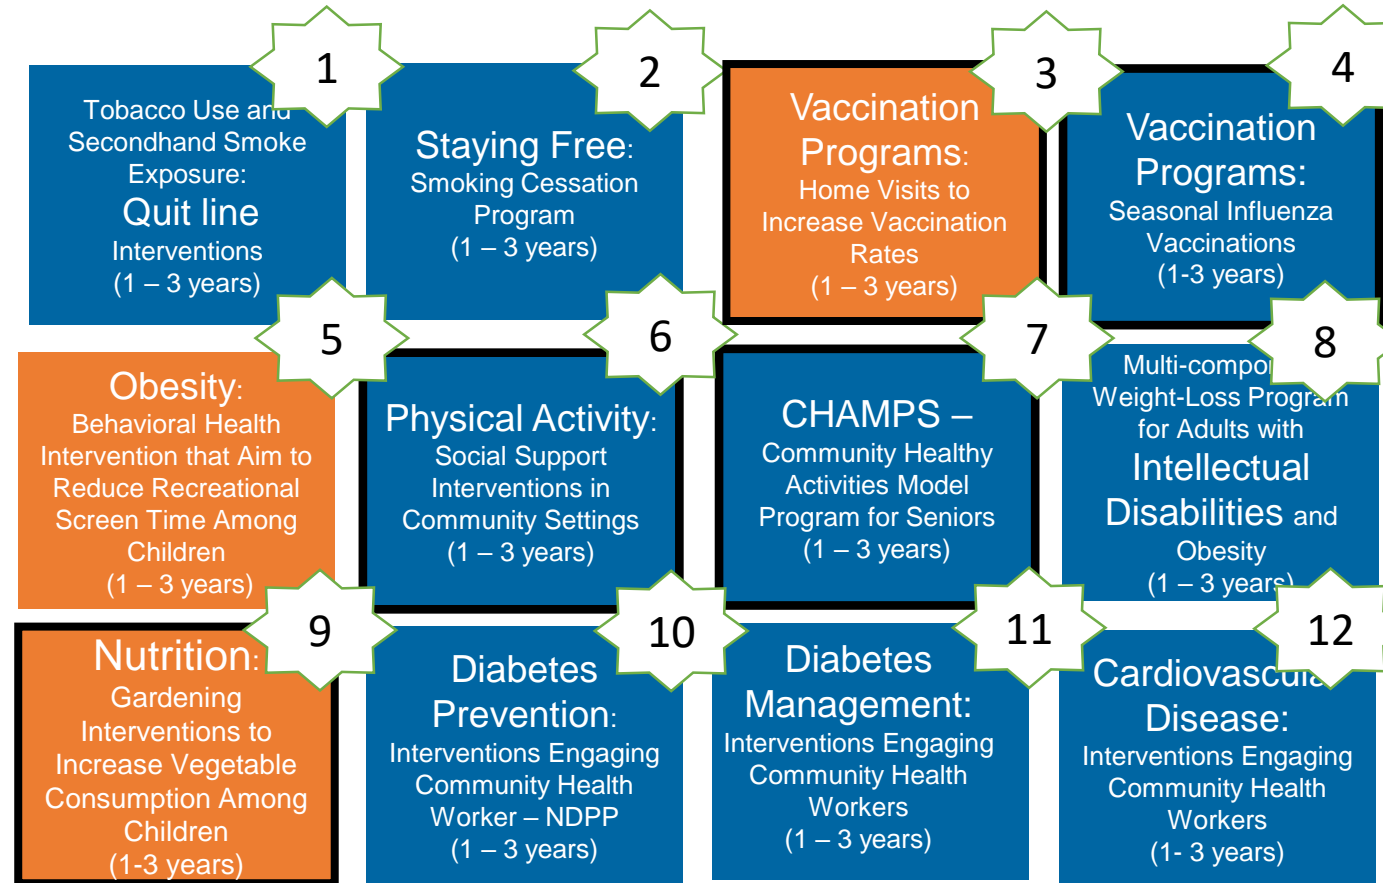 1
Tobacco Use and
Secondhand Smoke
Exposure:
Quit line
Interventions
(1 – 3 years)
2
Staying Free:
Smoking Cessation
Program
(1 – 3 years)
3
Vaccination
Programs:
Home Visits to
Increase Vaccination
Rates
(1 – 3 years)
4
Vaccination
Programs:
Seasonal Influenza
Vaccinations
(1-3 years)
5
Obesity:
Behavioral Health
Intervention that Aim to
Reduce Recreational
Screen Time Among
Children
(1 – 3 years)
6
Physical Activity:
Social Support
Interventions in
Community Settings
(1 – 3 years)
7
CHAMPS –
Community Healthy
Activities Model
Program for Seniors
(1 – 3 years)
8
Weight-Loss Program
for Adults with
Intellectual
Disabilities and
Obesity
(1 – 3 years)
9
Nutrition:
Gardening
Interventions to
Increase Vegetable
Consumption Among
Children
(1-3 years)
10
Diabetes
Prevention:
Interventions Engaging
Community Health
Worker – NDPP
(1 – 3 years)
11
Diabetes
Management:
Interventions Engaging
Community Health
Workers
(1 – 3 years)
12
Cardiovascular
Disease:
Interventions Engaging
Community Health
Workers
(1- 3 years)